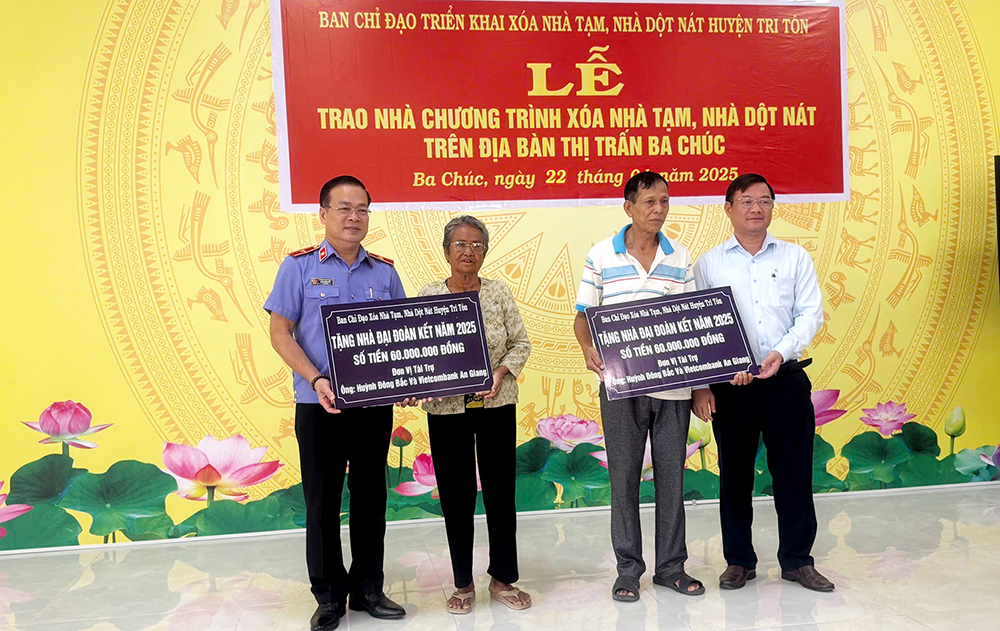 BAN CHỈ ĐẠO TRIỂN KHAI XÓA NHÀ TẠM, NHÀ DỘT NÁT HUYỆN TRI TÔN
LỄ
TRAO NHÀ CHƯƠNG TRÌNH XÓA NHÀ TẠM, NHÀ DỘT NÁT
TRÊN ĐỊA BÀN THỊ TRẤN BA CHÚC
Ba Chúc, ngày 22 tháng năm 2025
Ban Chỉ Đạo Xóa Nhà Tạm, Nhà Dột Nát Huyện Tri Tôn
TẶNG NHÀ ĐẠI ĐOÀN KẾT NĂM 2025
SỐ TIỀN 60.000.000 ĐỒNG
Đơn Vị Tài Trợ
Ông: Huỳnh Đông Bắc Và Vietcombank An Giang
Ban Chỉ Đạo Xóa Nhà Tạm, Nhà Dột Nát Huyện Tri Tôn
TẶNG NHÀ ĐẠI ĐOÀN KẾT NĂM 2025
SỐ TIỀN 60.000.000 ĐỒNG
Đơn Vị Tài Trợ
Ông: Huỳnh Đông Bắc Và Vietcombank An Giang